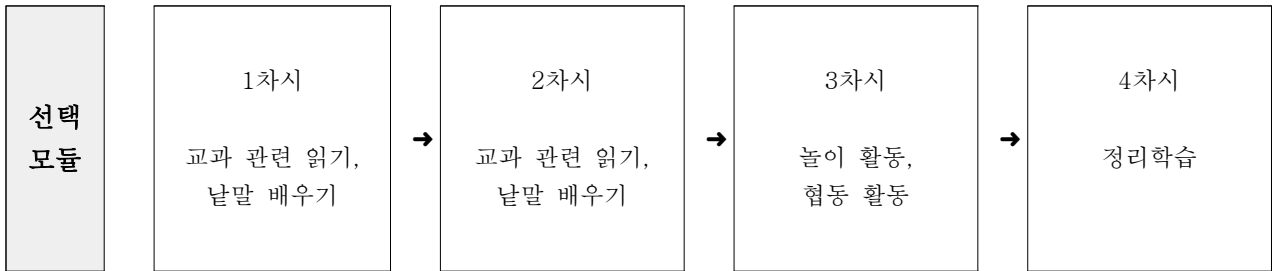 선택
모듈
1차시
교과 관련 읽기,
낱말 배우기
➜
2차시
교과 관련 읽기,
낱말 배우기
➜
3차시
놀이 활동,
협동 활동
➜
4차시
정리학습